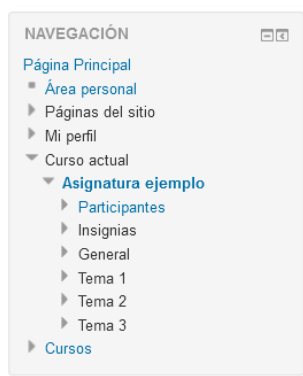 NAVEGACIÓN
Página Principal
Área personal
Páginas del sitio
Mi perfil
Curso actual
Asignatura ejemplo
Participantes
Insignias
General
Tema 1
Tema 2
Tema 3
Cursos